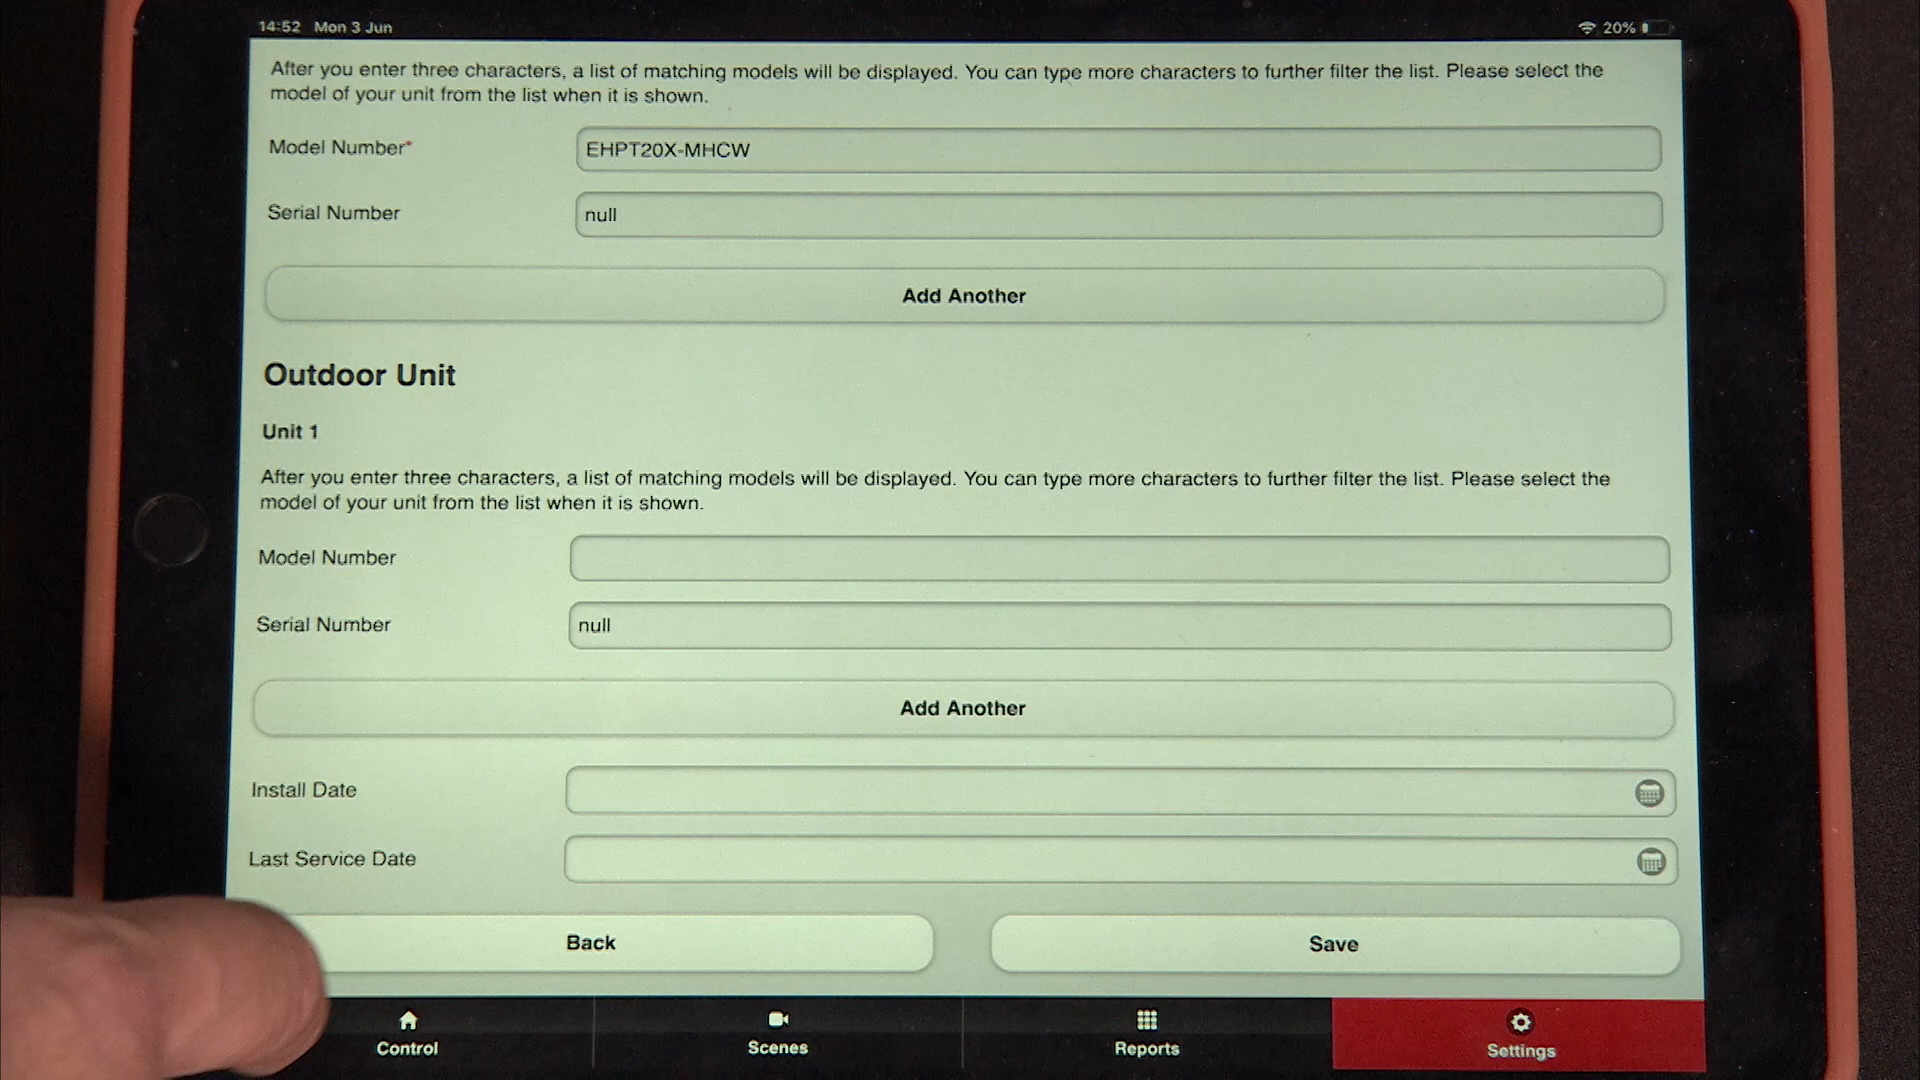 14:52 Mon 3 Jun
20%
After you enter three characters, a list of matching models will be displayed. You can type more characters to further filter the list. Please select the
model of your unit from the list when it is shown.
Model Number* EHPT20X-MHCW
Serial Number null
Add Another
Outdoor Unit
Unit 1
After you enter three characters, a list of matching models will be displayed. You can type more characters to further filter the list. Please select the
model of your unit from the list when it is shown.
Model Number
Serial Number null
Add Another
Install Date
Last Service Date
Back Save
Control Scenes Reports Settings